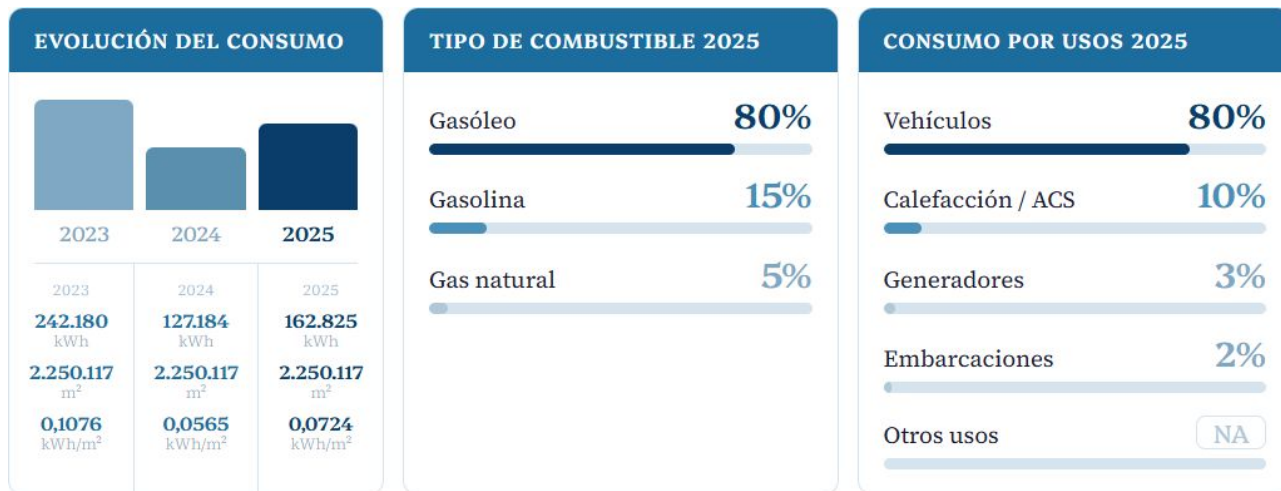 EVOLUCIÓN DEL CONSUMO
2023
2024
2025
2023
2024
2025
242.180
127.184
162.825
kWh
kWh
kWh
2.250.117
2.250.117
2.250.117
m²
m²
m²
0,1076
0,0565
0,0724
kWh/m²
kWh/m²
kWh/m²
TIPO DE COMBUSTIBLE 2025
Gasóleo 80%
Gasolina 15%
Gas natural 5%
CONSUMO POR USOS 2025
Vehículos 80%
Calefacción / ACS 10%
Generadores 3%
Embarcaciones 2%
Otros usos NA